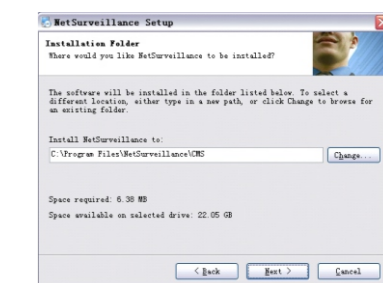 NetSurveillance Setup
Installation Folder
Where would you like NetSurveillance to be installed?
The software will be installed in the folder listed below. To select a
different location, either type in a new path, or click Change to browse for
an existing folder.
Install NetSurveillance to:
C:\Program Files\NetSurveillance\CMS
Change...
Space required: 6.38 MB
Space available on selected drive: 22.05 GB
< Back
Next >
Cancel